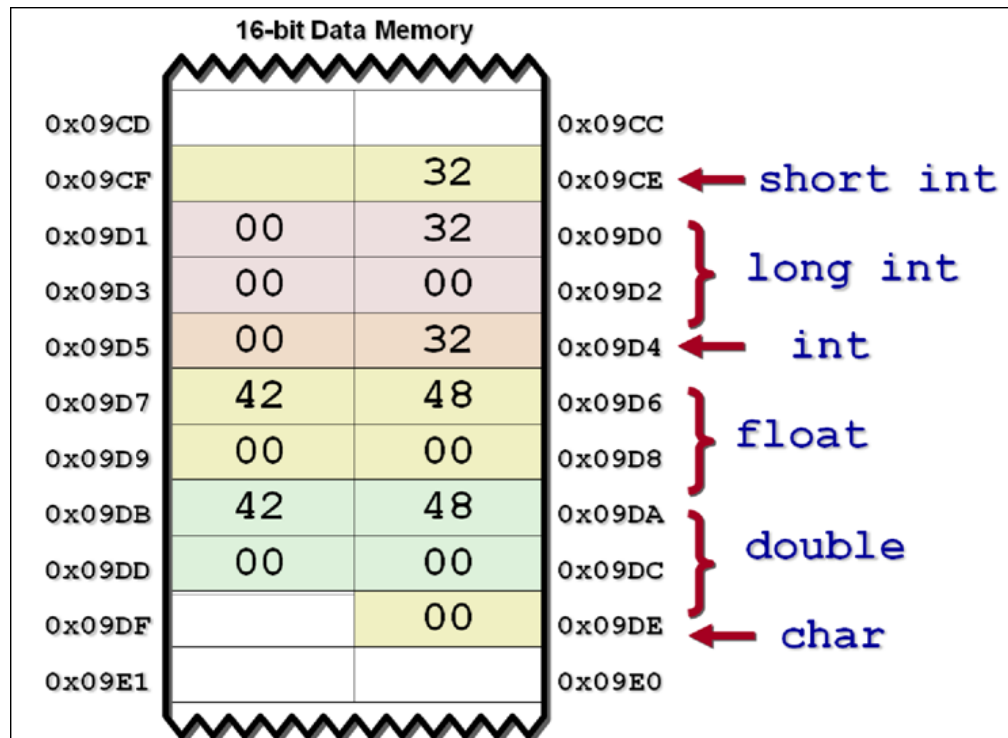 16-bit Data Memory
0x09CD 0x09CC
0x09CF 32 0x09CE short int
0x09D1 00 32 0x09D0
long int
0x09D3 00 00 0x09D2
0x09D5 00 32 0x09D4 int
0x09D7 42 48 0x09D6
float
0x09D9 00 00 0x09D8
0x09DB 42 48 0x09DA
double
0x09DD 00 00 0x09DC
0x09DF 00 0x09DE char
0x09E1 0x09E0